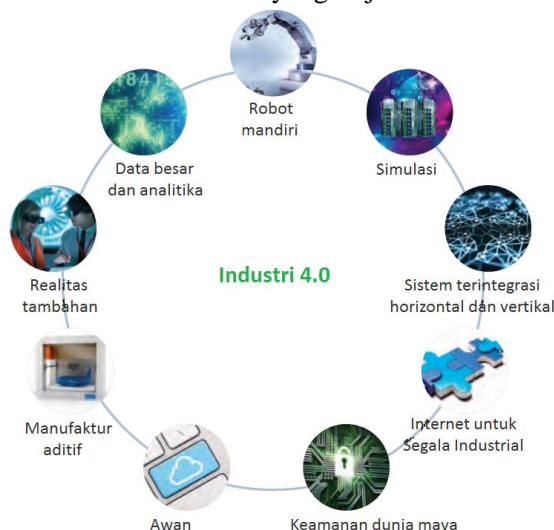 Robot
mandiri
Simulasi
Sistem terintegrasi
horizontal dan vertikal
Internet untuk
Segala Industrial
Keamanan dunia maya
Awan
Manufaktur
aditif
Realitas
tambahan
Data besar
dan analitika
Industri 4.0